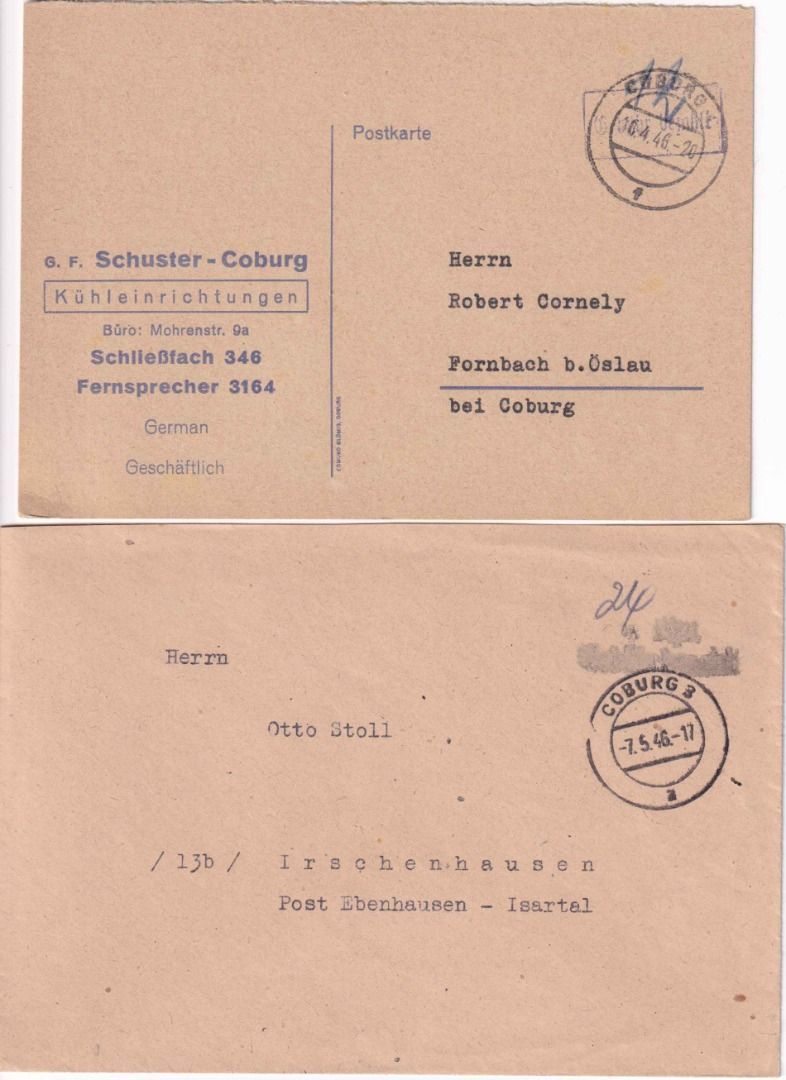 Postkarte
COBURG 1
16.4.46.-20
G. F. Schuster - Coburg
Kühleinrichtungen
Büro: Mohrenstr. 9a
Schließfach 346
Fernsprecher 3164
German
Geschäftlich
Herrn
Robert Cornely
Fornbach b.Öslau
bei Coburg
24
COBURG 3
-7.5.46.-17
a
Herrn
Otto Stoll
/ 13b / Irschenhausen
Post Ebenhausen - Isartal